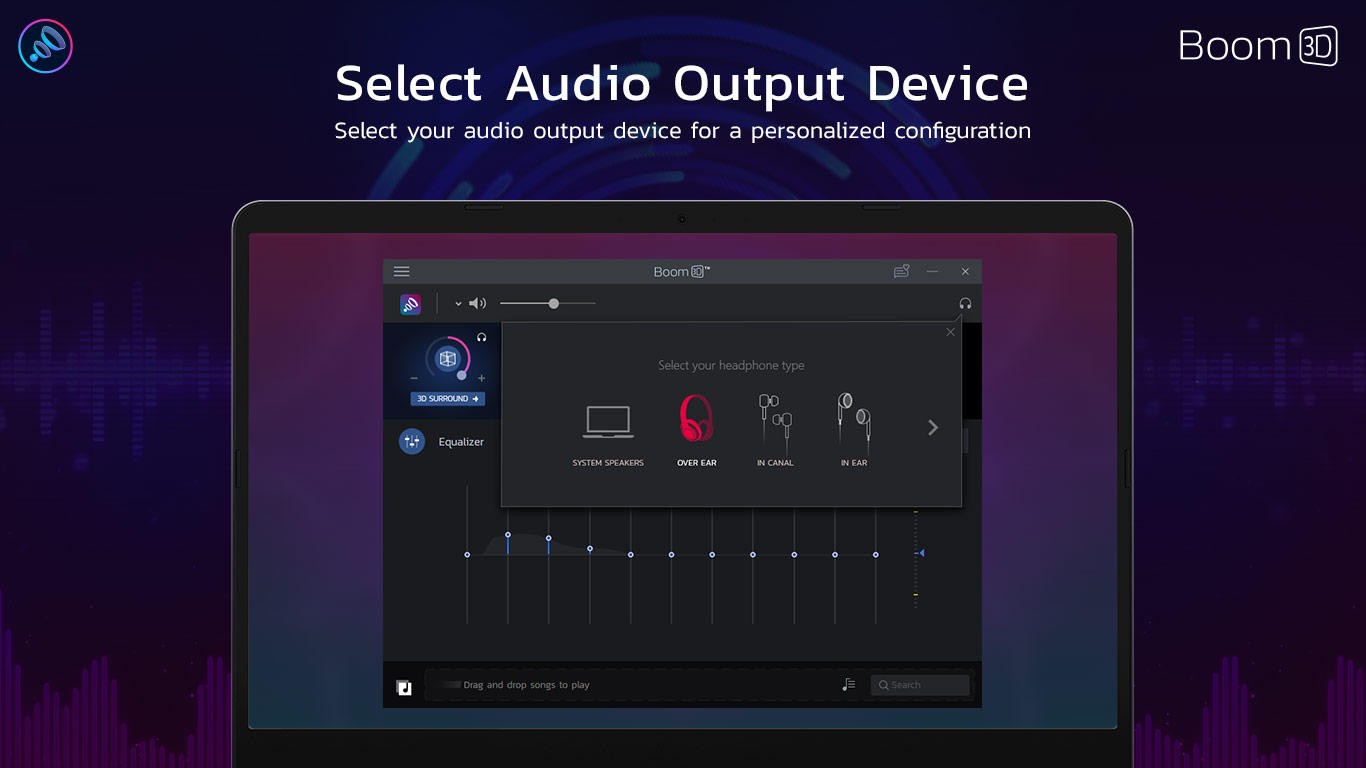 Boom 3D
Select Audio Output Device
Select your audio output device for a personalized configuration
Boom 3D™
Select your headphone type
3D SURROUND
SYSTEM SPEAKERS
OVER EAR
IN CANAL
IN EAR
Equalizer
Drag and drop songs to play
Search